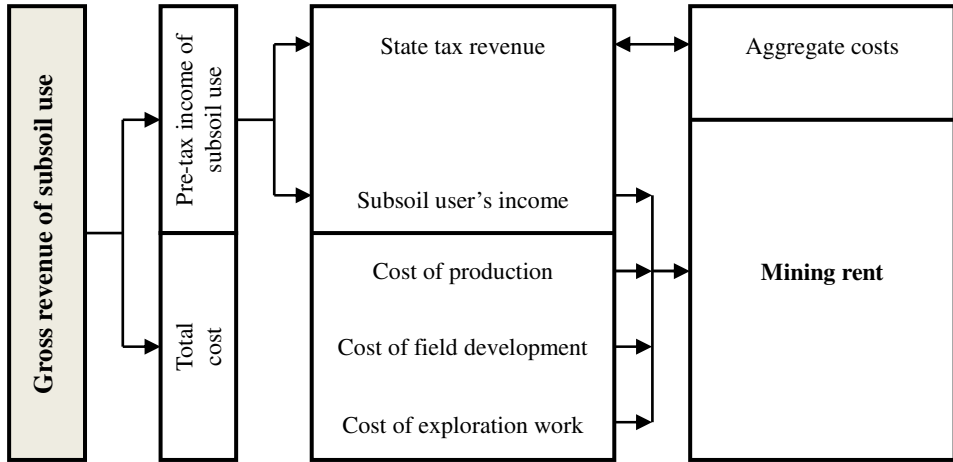 Gross revenue of subsoil use
Pre-tax income of
subsoil use
Total
cost
State tax revenue
Subsoil user’s income
Cost of production
Cost of field development
Cost of exploration work
Aggregate costs
Mining rent